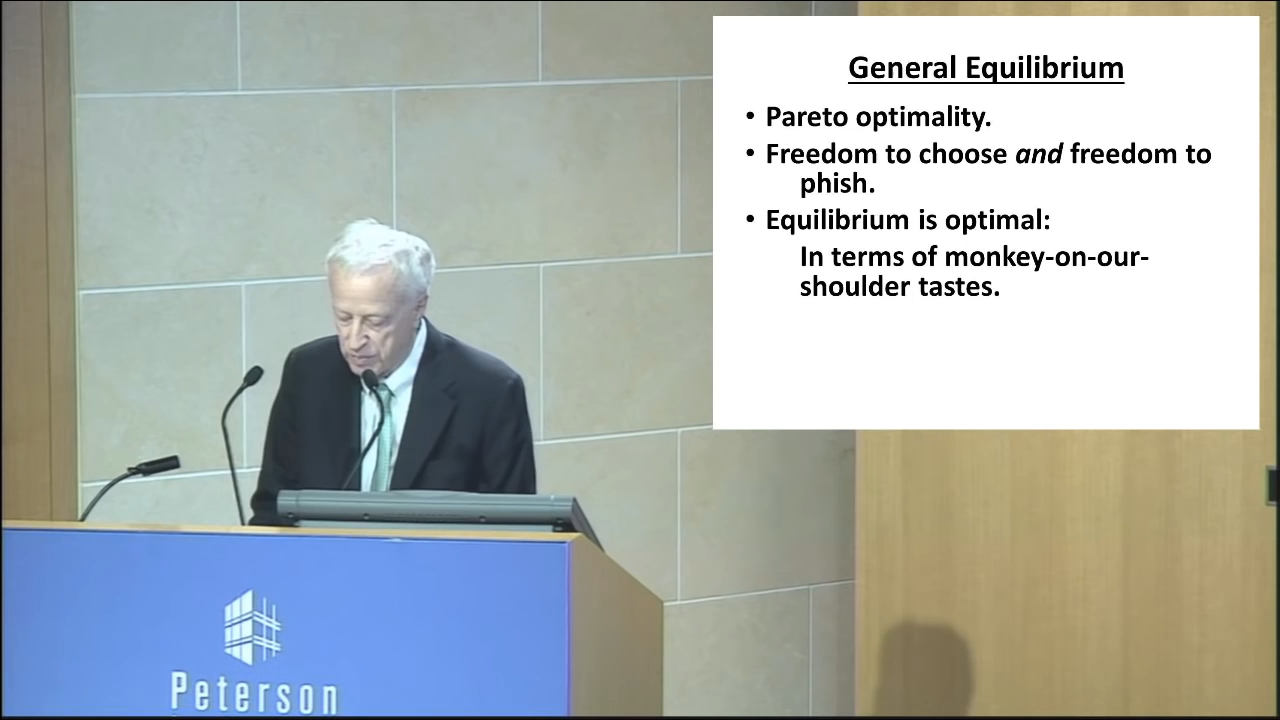 General Equilibrium
• Pareto optimality.
• Freedom to choose and freedom to
phish.
• Equilibrium is optimal:
In terms of monkey-on-our-
shoulder tastes.
Peterson